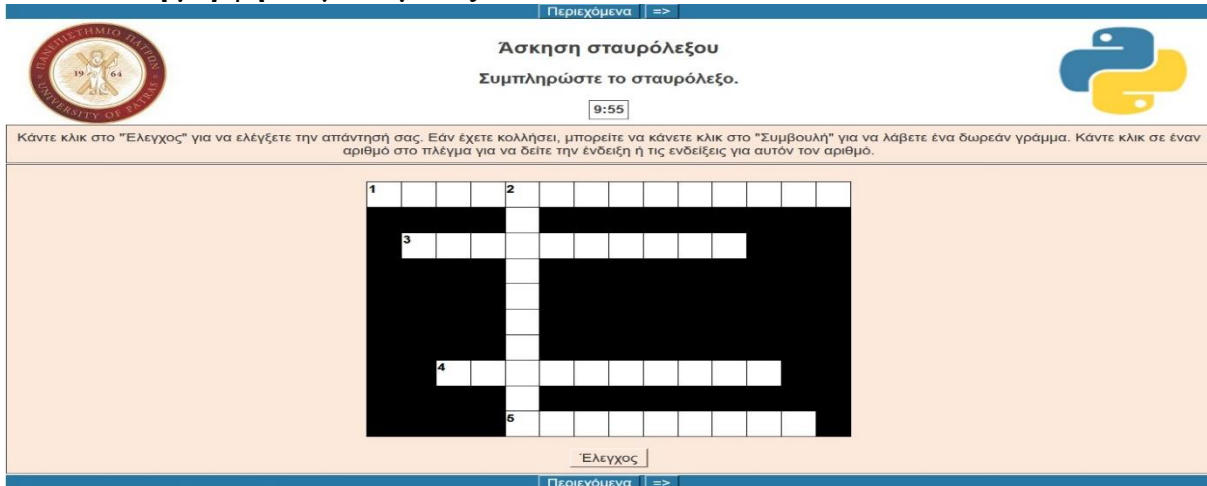 Περιεχόμενα =>
ΠΑΝΕΠΙΣΤΗΜΙΟ ΠΑΤΡΩΝ
19 64
UNIVERSITY OF PATRAS
Άσκηση σταυρόλεξου
Συμπληρώστε το σταυρόλεξο.
9:55
Κάντε κλικ στο "Έλεγχος" για να ελέγξετε την απάντησή σας. Εάν έχετε κολλήσει, μπορείτε να κάνετε κλικ στο "Συμβουλή" για να λάβετε ένα δωρεάν γράμμα. Κάντε κλικ σε έναν
αριθμό στο πλέγμα για να δείτε την ένδειξη ή τις ενδείξεις για αυτόν τον αριθμό.
1 2
3
4
5
Έλεγχος
Περιεχόμενα =>